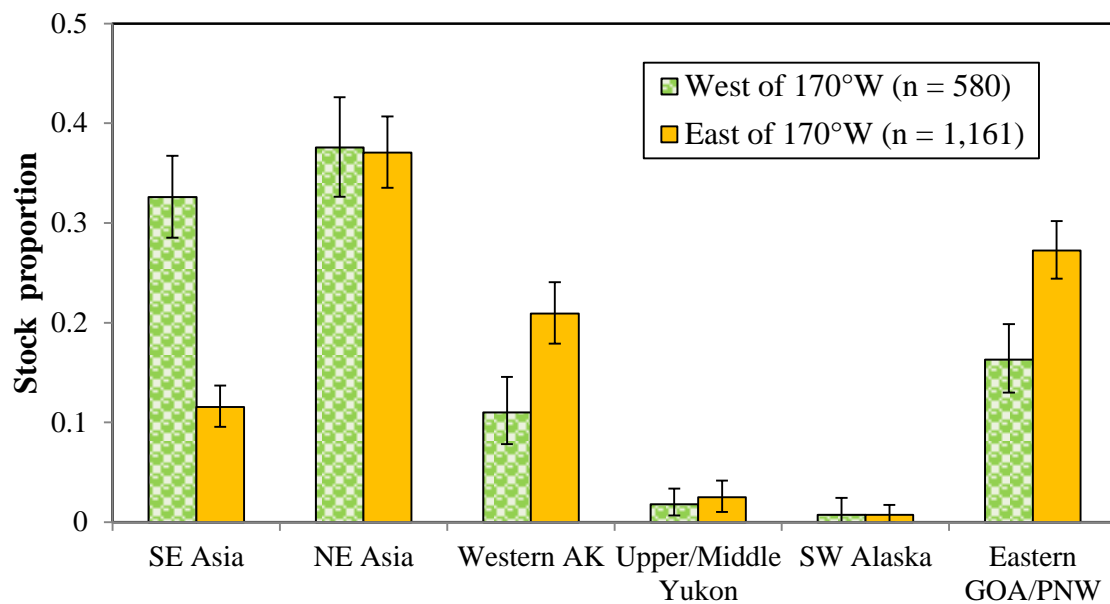 0.5
0.4
0.3
0.2
0.1
0
Stock proportion
West of 170°W (n = 580)
East of 170°W (n = 1,161)
SE Asia
NE Asia
Western AK
Upper/Middle
Yukon
SW Alaska
Eastern
GOA/PNW